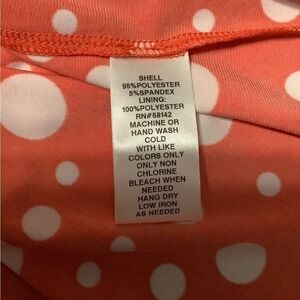 SHELL
95%POLYESTER
5%SPANDEX
LINING:
100%POLYESTER
RN#58142
MACHINE OR
HAND WASH
COLD
WITH LIKE
COLORS ONLY
ONLY NON
CHLORINE
BLEACH WHEN
NEEDED
HANG DRY
LOW IRON
AS NEEDED